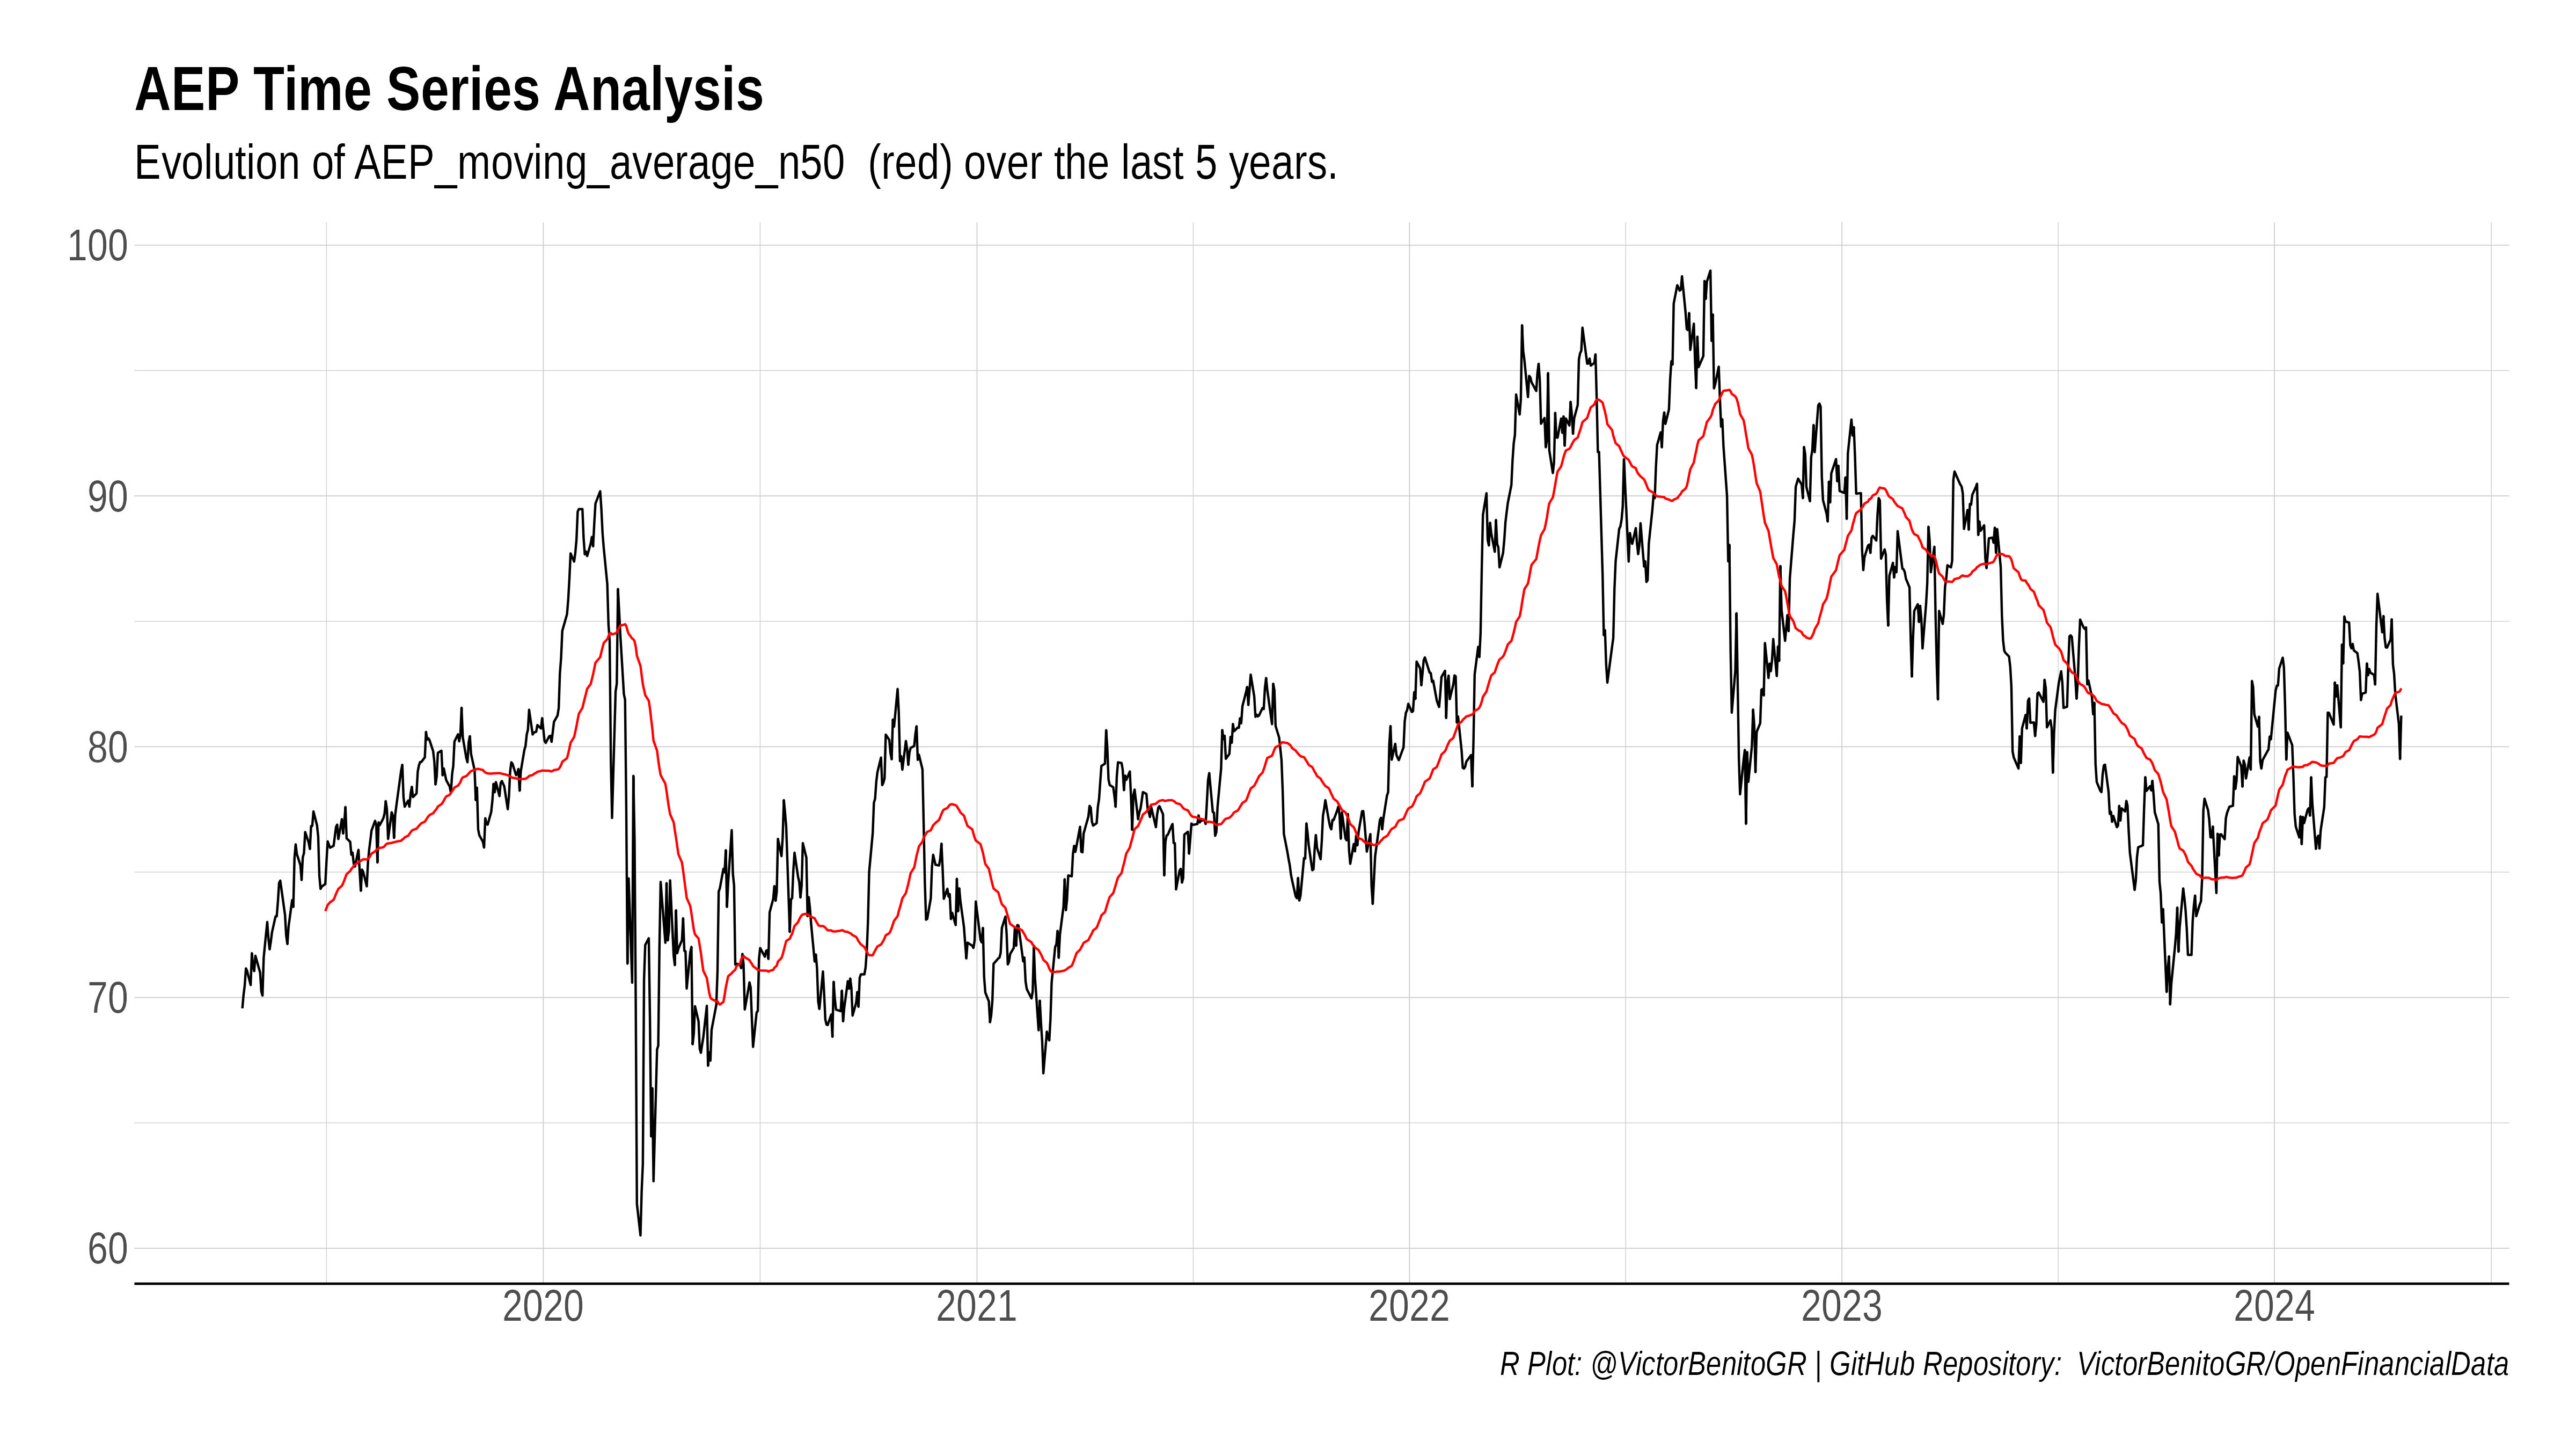 AEP Time Series Analysis
Evolution of AEP_moving_average_n50  (red) over the last 5 years.
100
90
80
70
60
2020 2021 2022 2023 2024
R Plot: @VictorBenitoGR | GitHub Repository:  VictorBenitoGR/OpenFinancialData